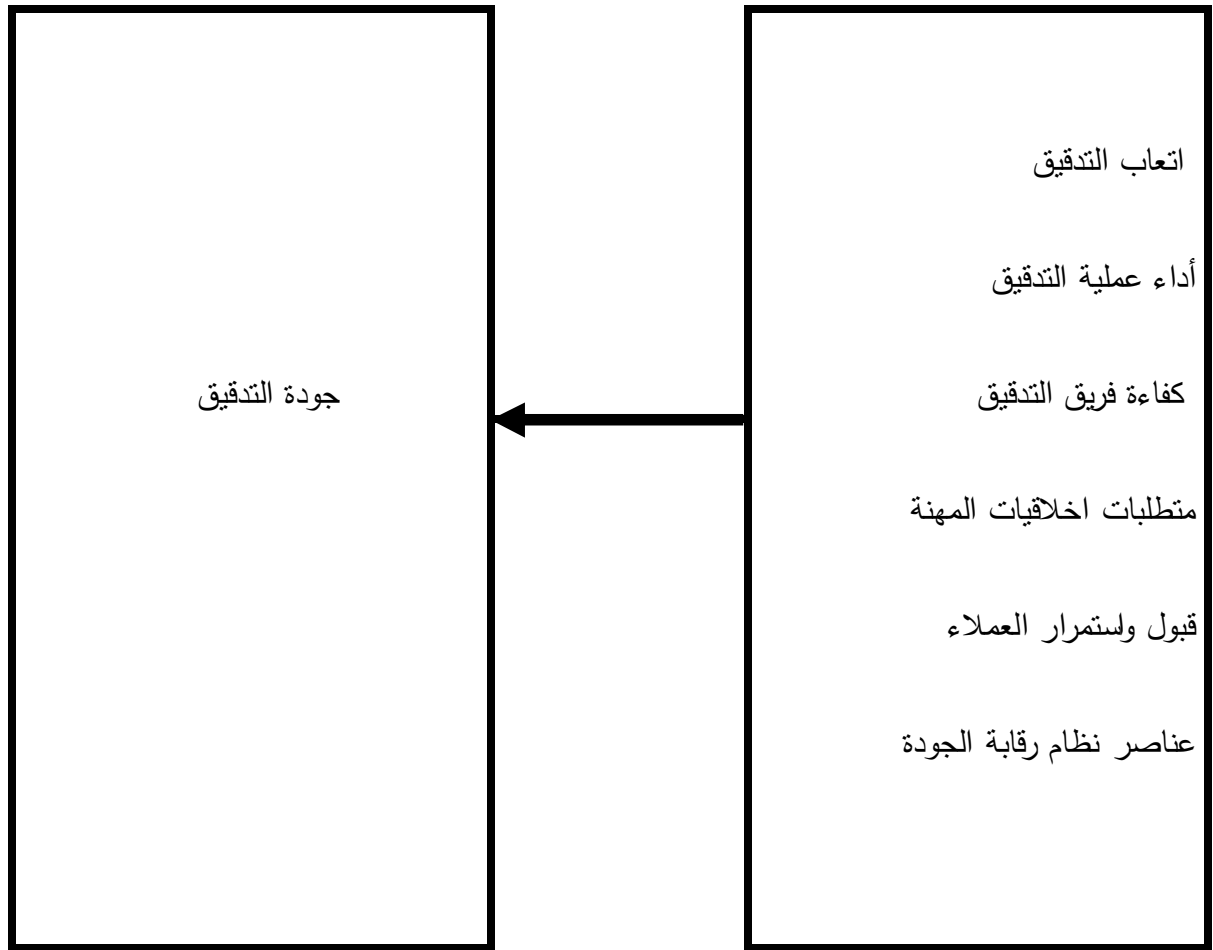 اتعاب التدقيق
أداء عملية التدقيق
كفاءة فريق التدقيق
متطلبات اخلاقيات المهنة
قبول واستمرار العملاء
عناصر نظام رقابة الجودة
جودة التدقيق